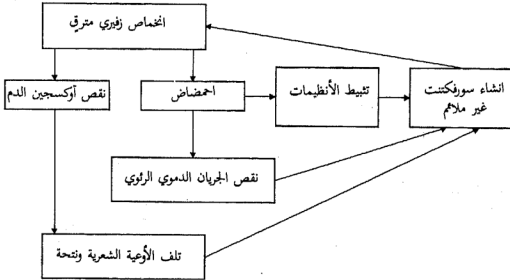 انخماص زفيري مترقٍ
نقص أوكسجين الدم
احمضاض
تثبيط الأنظيمات
انشاء سورفكتنت
غير ملائم
نقص الجريان الدموي الرئوي
تلف الأوعية الشعرية ونتحة